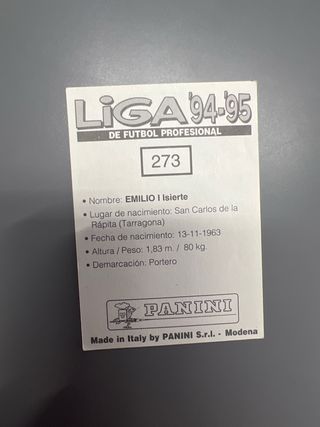 LiGA '94-'95
DE FUTBOL PROFESIONAL
273
• Nombre: EMILIO I Isierte
• Lugar de nacimiento: San Carlos de la
Rápita (Tarragona)
• Fecha de nacimiento: 13-11-1963
• Altura / Peso: 1,83 m. / 80 kg.
• Demarcación: Portero
PANINI
Made in Italy by PANINI S.r.l. - Modena